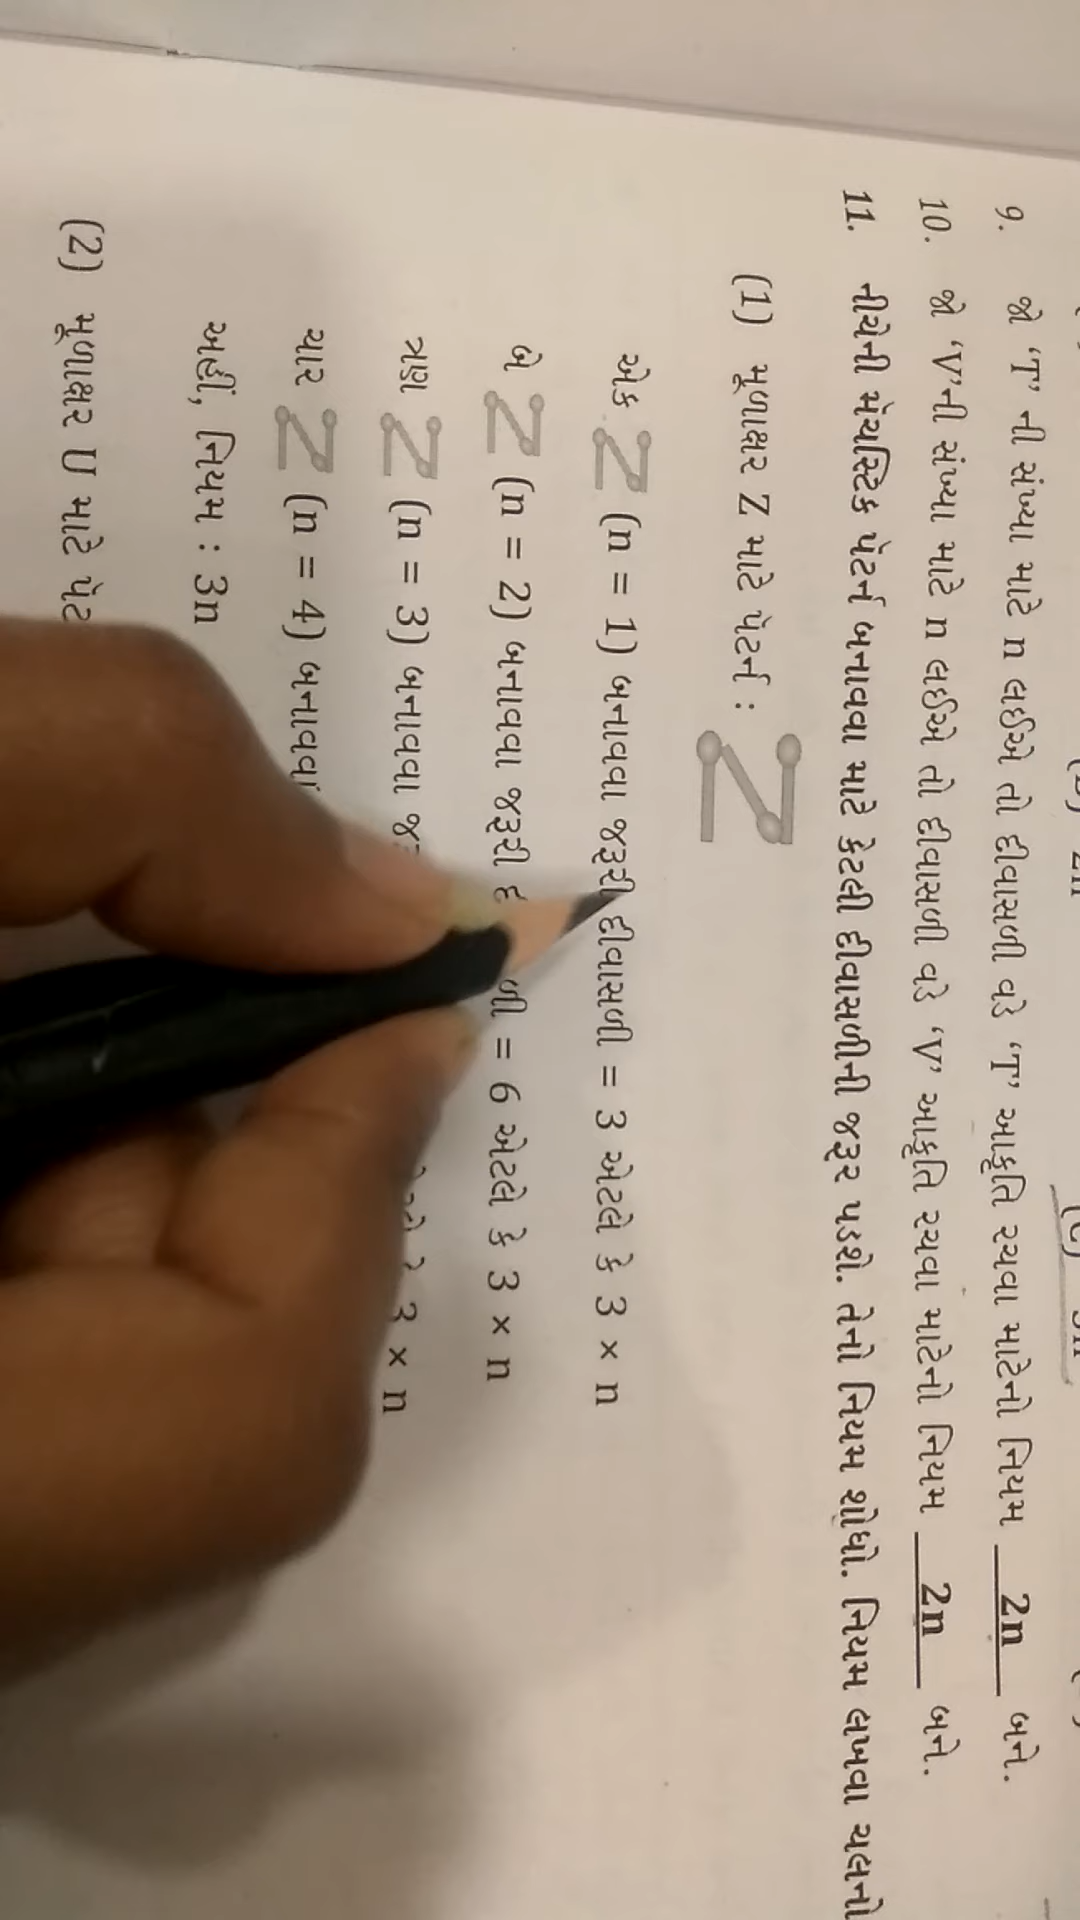 9. જો ‘T’ ની સંખ્યા માટે n લઈએ તો દીવાસળી વડે ‘T’ આકૃતિ રચવા માટેનો નિયમ 2n બને.
10. જો ‘V’ની સંખ્યા માટે n લઈએ તો દીવાસળી વડે ‘V’ આકૃતિ રચવા માટેનો નિયમ 2n બને.
11. નીચેની મેચસ્ટિક પેટર્ન બનાવવા માટે કેટલી દીવાસળીની જરૂર પડશે. તેનો નિયમ શોધો. નિયમ લખવા ચલનો
(1) મૂળાક્ષર Z માટે પેટર્ન : Z
એક Z (n = 1) બનાવવા જરૂરી દીવાસળી = 3 એટલે કે 3 × n
બે Z (n = 2) બનાવવા જરૂરી = 6 એટલે કે 3 × n
ત્રણ Z (n = 3) બનાવવા 3 × n
ચાર Z (n = 4) બનાવવા
અહીં, નિયમ : 3n
(2) મૂળાક્ષર U માટે